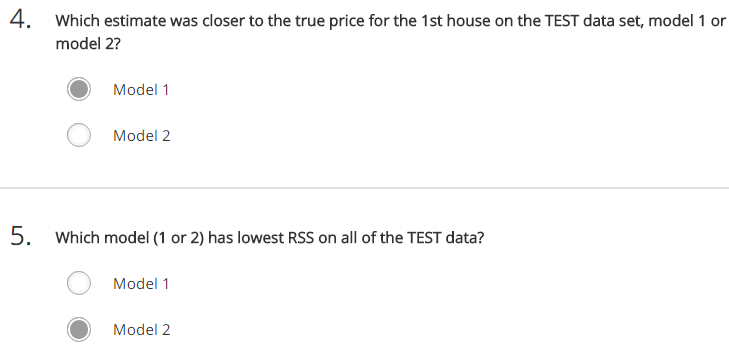 4. Which estimate was closer to the true price for the 1st house on the TEST data set, model 1 or
model 2?
Model 1
Model 2
5. Which model (1 or 2) has lowest RSS on all of the TEST data?
Model 1
Model 2